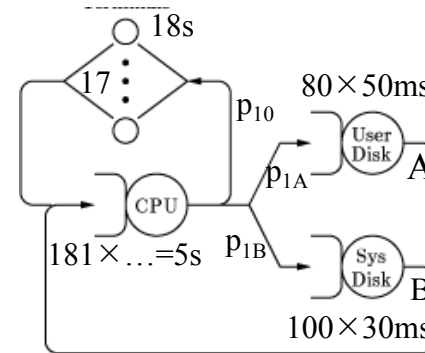 18s
17
80×50ms
p10
User
Disk
A
p1A
CPU
p1B
181×…=5s
Sys
Disk
B
100×30ms